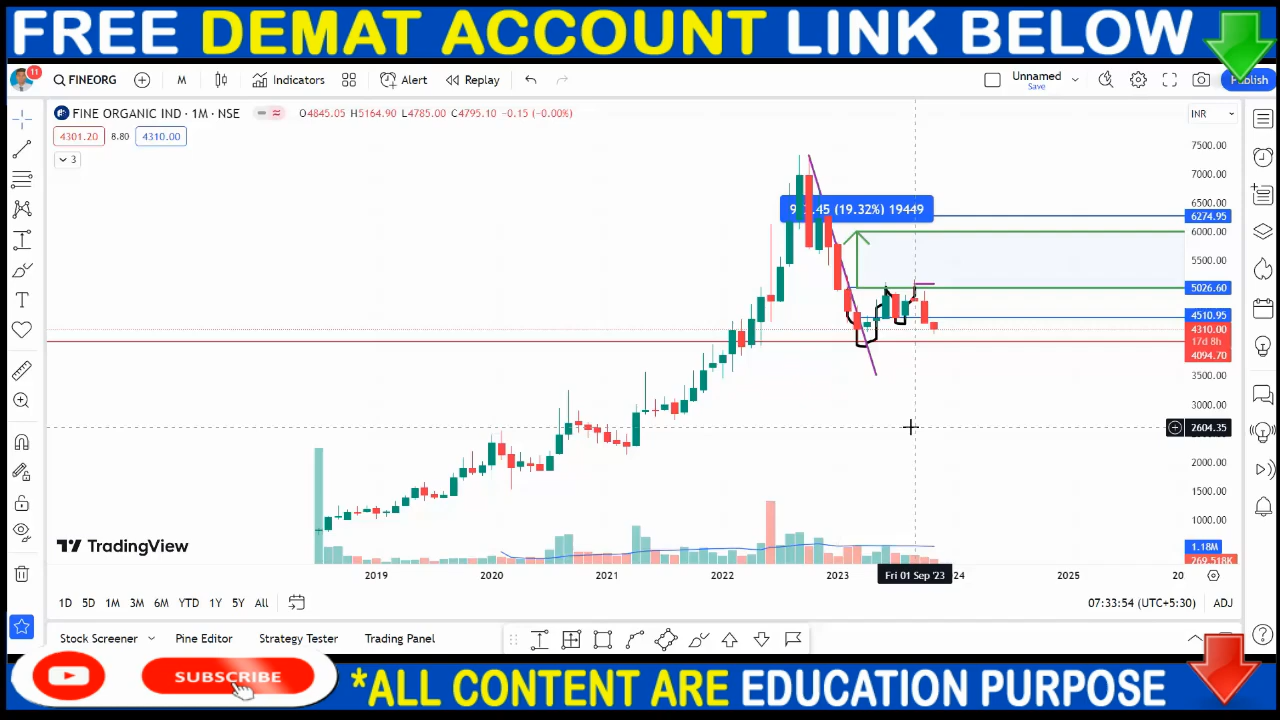 FREE DEMAT ACCOUNT LINK BELOW
11
FINEORG
M
Indicators
Alert
Replay
Unnamed
Save
Publish
FINE ORGANIC IND · 1M · NSE
O4845.05 H5164.90 L4785.00 C4795.10 -0.15 (-0.00%)
INR
4301.20 8.80 4310.00
3
7500.00
7000.00
6500.00
45 (19.32%) 19449
6274.95
6000.00
5500.00
5026.60
4510.95
4310.00
17d 8h
4094.70
3500.00
3000.00
2604.35
2000.00
1500.00
1000.00
TradingView
1.18M
269.518K
2019
2020
2021
2022
2023
Fri 01 Sep '23
24
2025
20
1D 5D 1M 3M 6M YTD 1Y 5Y All
07:33:54 (UTC+5:30) ADJ
Stock Screener
Pine Editor
Strategy Tester
Trading Panel
SUBSCRIBE
*ALL CONTENT ARE EDUCATION PURPOSE